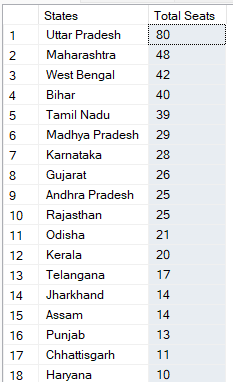 States Total Seats
1 Uttar Pradesh 80
2 Maharashtra 48
3 West Bengal 42
4 Bihar 40
5 Tamil Nadu 39
6 Madhya Pradesh 29
7 Karnataka 28
8 Gujarat 26
9 Andhra Pradesh 25
10 Rajasthan 25
11 Odisha 21
12 Kerala 20
13 Telangana 17
14 Jharkhand 14
15 Assam 14
16 Punjab 13
17 Chhattisgarh 11
18 Haryana 10